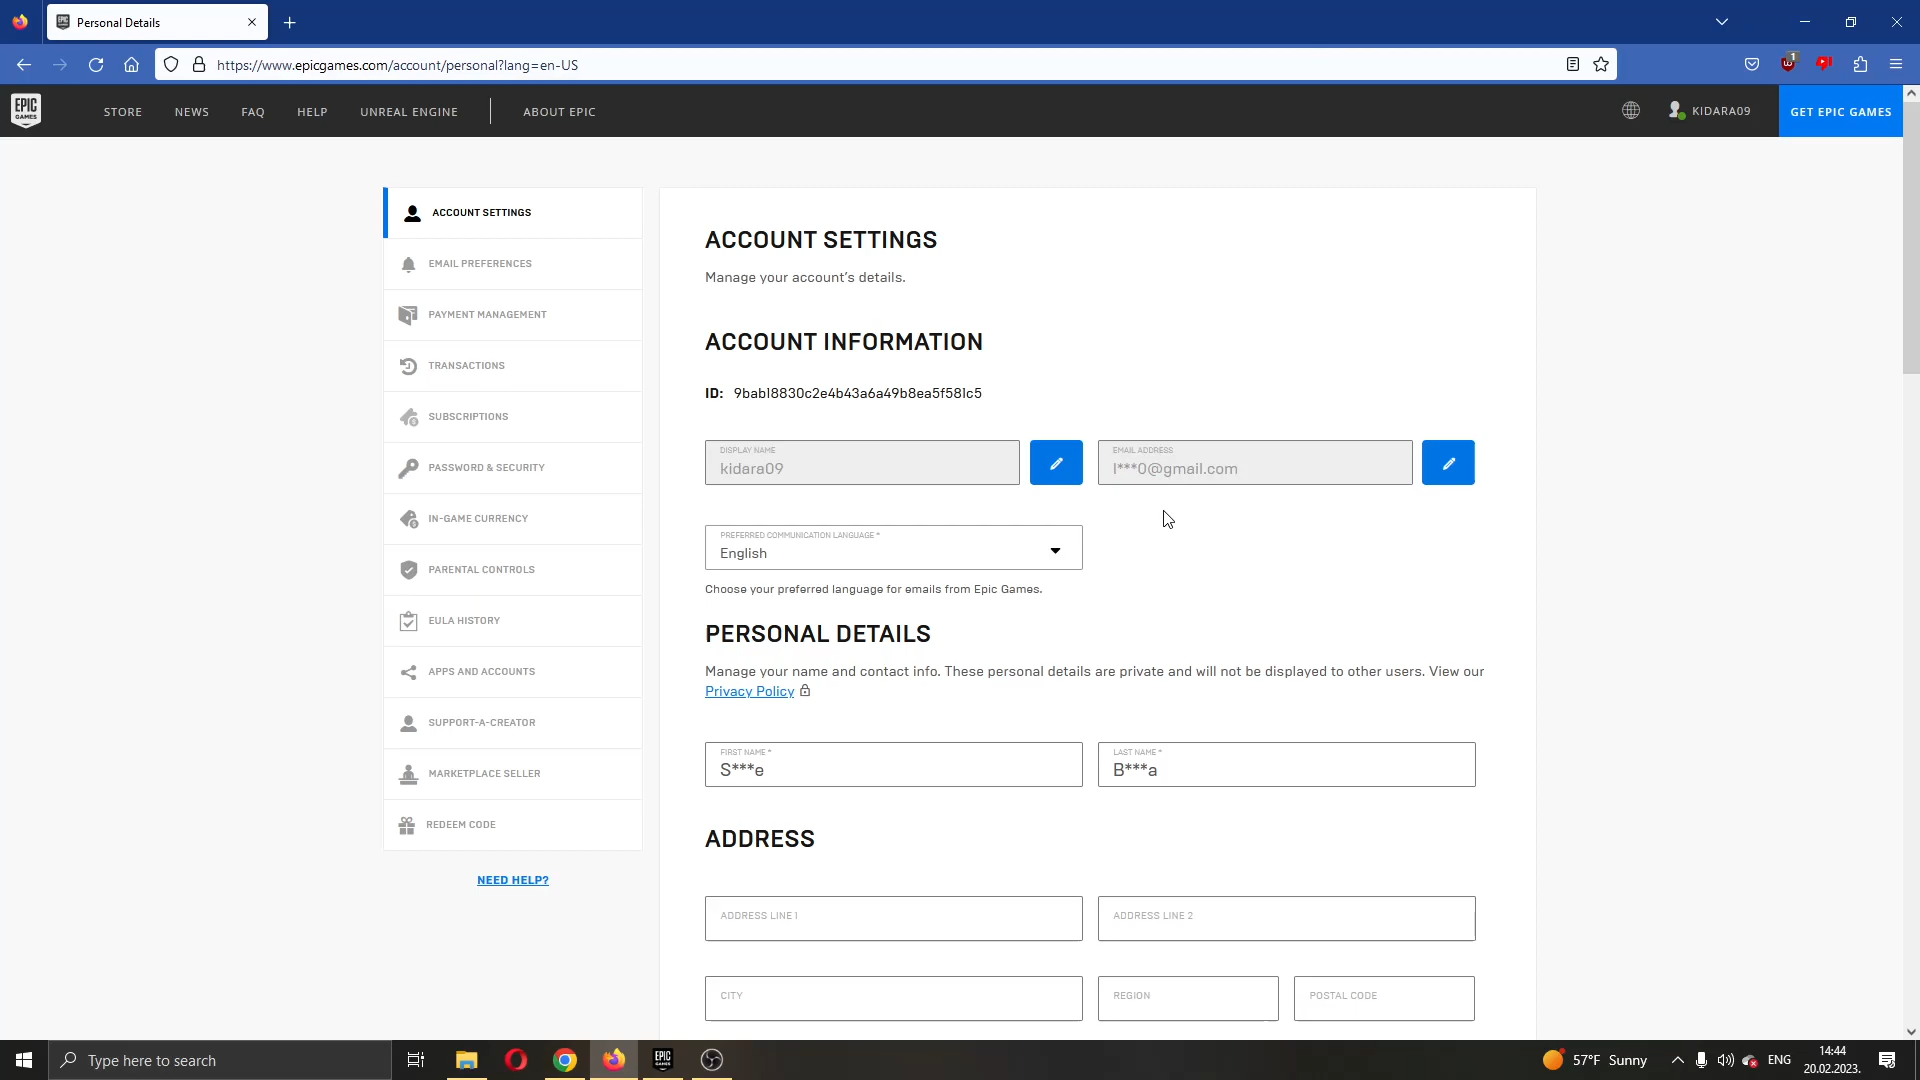 Personal Details
https://www.epicgames.com/account/personal?lang=en-US
1
EPIC GAMES
STORE
NEWS
FAQ
HELP
UNREAL ENGINE
ABOUT EPIC
KIDARA09
GET EPIC GAMES
ACCOUNT SETTINGS
EMAIL PREFERENCES
PAYMENT MANAGEMENT
TRANSACTIONS
SUBSCRIPTIONS
PASSWORD & SECURITY
IN-GAME CURRENCY
PARENTAL CONTROLS
EULA HISTORY
APPS AND ACCOUNTS
SUPPORT-A-CREATOR
MARKETPLACE SELLER
REDEEM CODE
NEED HELP?
ACCOUNT SETTINGS
Manage your account's details.
ACCOUNT INFORMATION
ID: 9bab18830c2e4b43a6a49b8ea5f581c5
DISPLAY NAME
kidara09
EMAIL ADDRESS
l***0@gmail.com
PREFERRED COMMUNICATION LANGUAGE *
English
Choose your preferred language for emails from Epic Games.
PERSONAL DETAILS
Manage your name and contact info. These personal details are private and will not be displayed to other users. View our
Privacy Policy
FIRST NAME *
S***e
LAST NAME *
B***a
ADDRESS
ADDRESS LINE 1
ADDRESS LINE 2
CITY
REGION
POSTAL CODE
Type here to search
EPIC GAMES
57°F Sunny
ENG
14:44
20.02.2023.